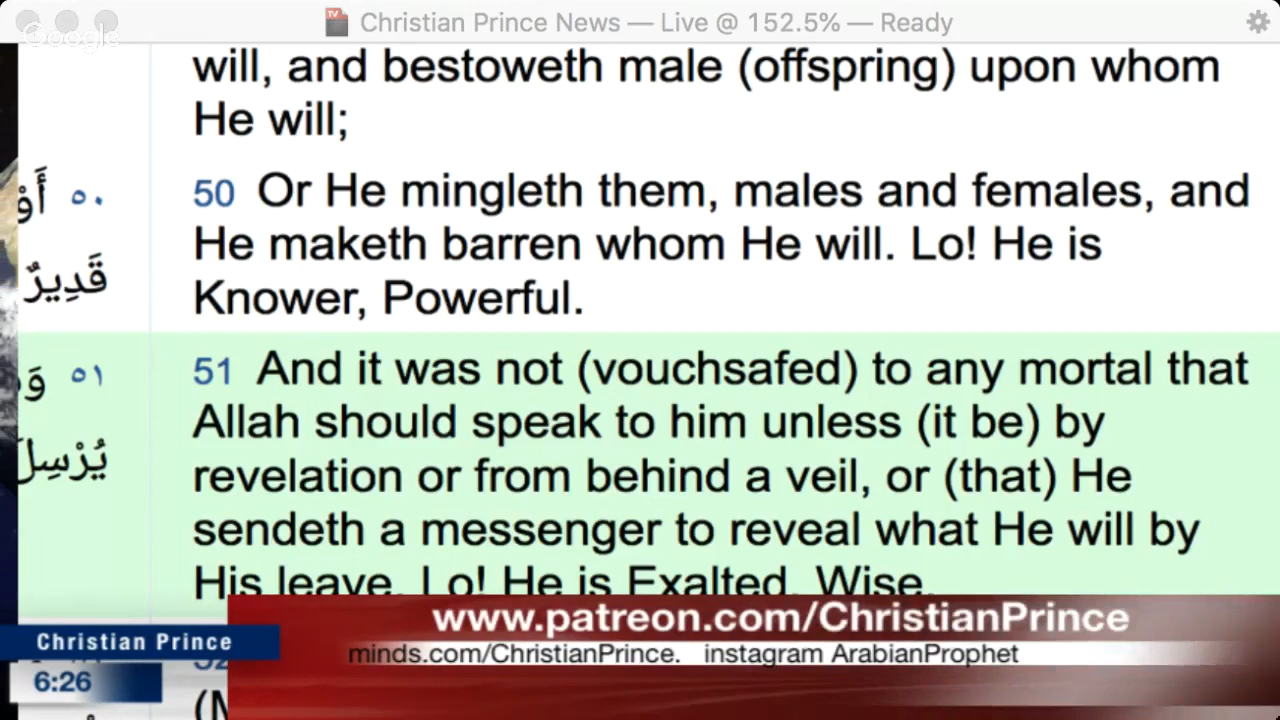 Christian Prince News — Live @ 152.5% — Ready
Google
will, and bestoweth male (offspring) upon whom
He will;
٥٠ أَوْ
50 Or He mingleth them, males and females, and
He maketh barren whom He will. Lo! He is
قَدِيرٌ
Knower, Powerful.
٥١ وَ
51 And it was not (vouchsafed) to any mortal that
Allah should speak to him unless (it be) by
يُرْسِلَ
revelation or from behind a veil, or (that) He
sendeth a messenger to reveal what He will by
His leave. Lo! He is Exalted, Wise.
www.patreon.com/ChristianPrince
Christian Prince
minds.com/ChristianPrince. instagram ArabianProphet
52
6:26